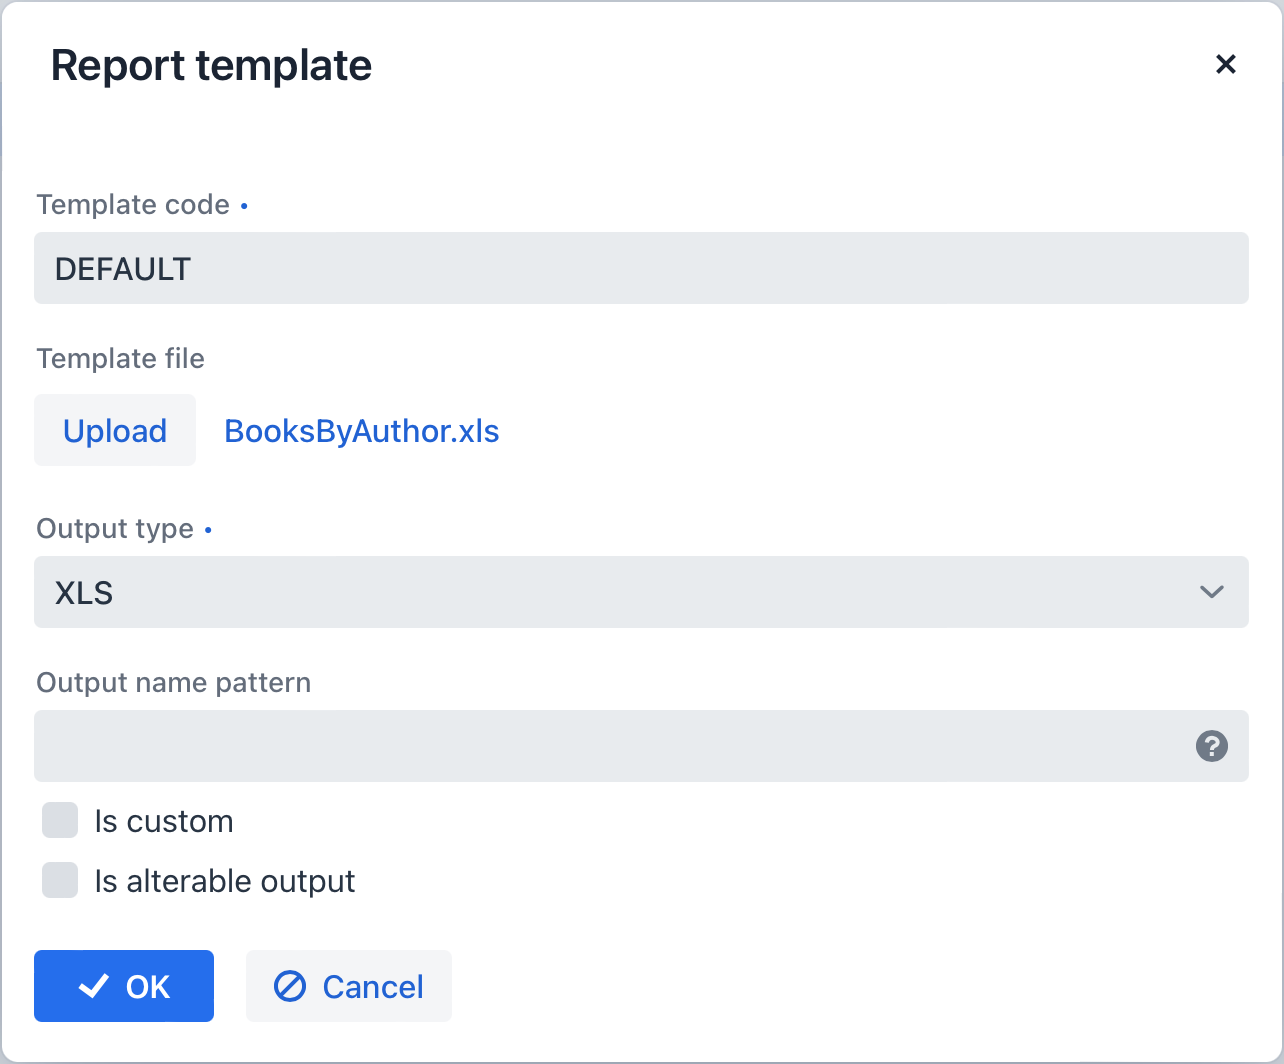 Report template
Template code •
DEFAULT
Template file
Upload BooksByAuthor.xls
Output type •
XLS
Output name pattern
?
Is custom
Is alterable output
OK Cancel